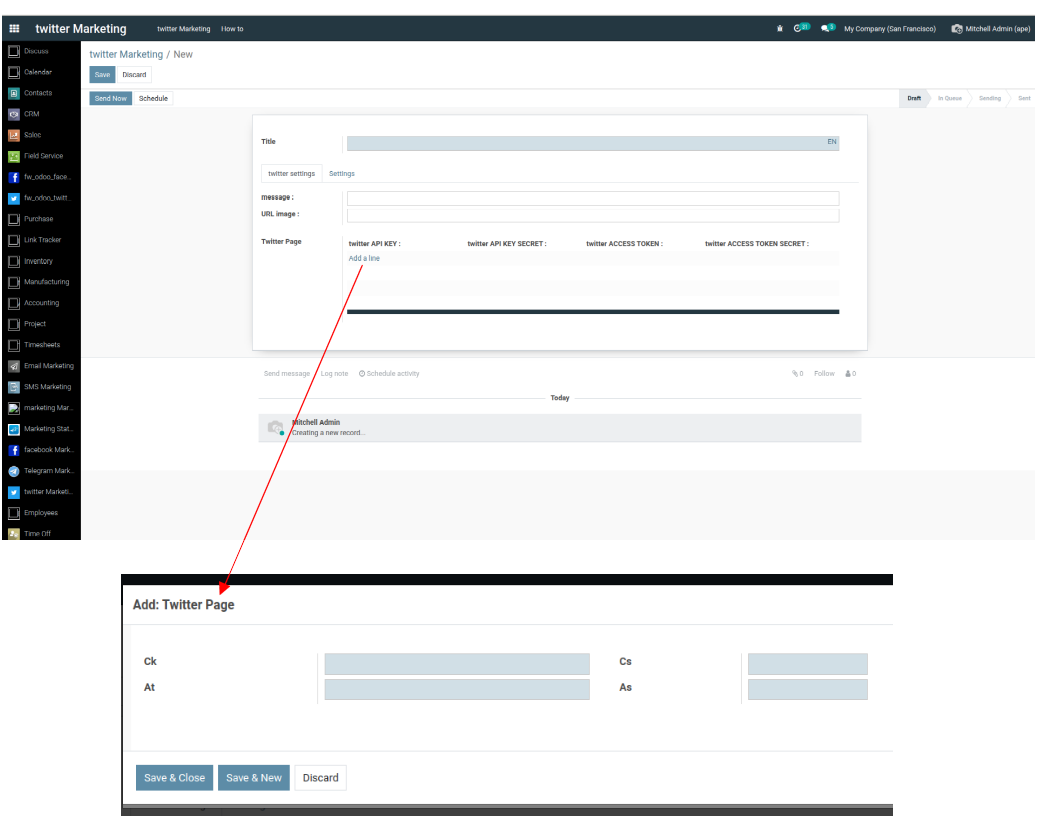 twitter Marketing twitter Marketing How to 31 5 My Company (San Francisco) Mitchell Admin (ape)
Discuss
Calendar
Contacts
CRM
Sales
Field Service
fw_odoo_face...
fw_odoo_twitt...
Purchase
Link Tracker
Inventory
Manufacturing
Accounting
Project
Timesheets
Email Marketing
SMS Marketing
marketing Mar...
Marketing Stat...
facebook Mark...
Telegram Mark...
twitter Marketi...
Employees
Time Off
twitter Marketing / New
Save Discard
Send Now Schedule Draft In Queue Sending Sent
Title EN
twitter settings Settings
message :
URL image :
Twitter Page twitter API KEY : twitter API KEY SECRET : twitter ACCESS TOKEN : twitter ACCESS TOKEN SECRET :
Add a line
Send message Log note Schedule activity 0 Follow 0
Today
Mitchell Admin
Creating a new record...
Add: Twitter Page
Ck Cs
At As
Save & Close Save & New Discard